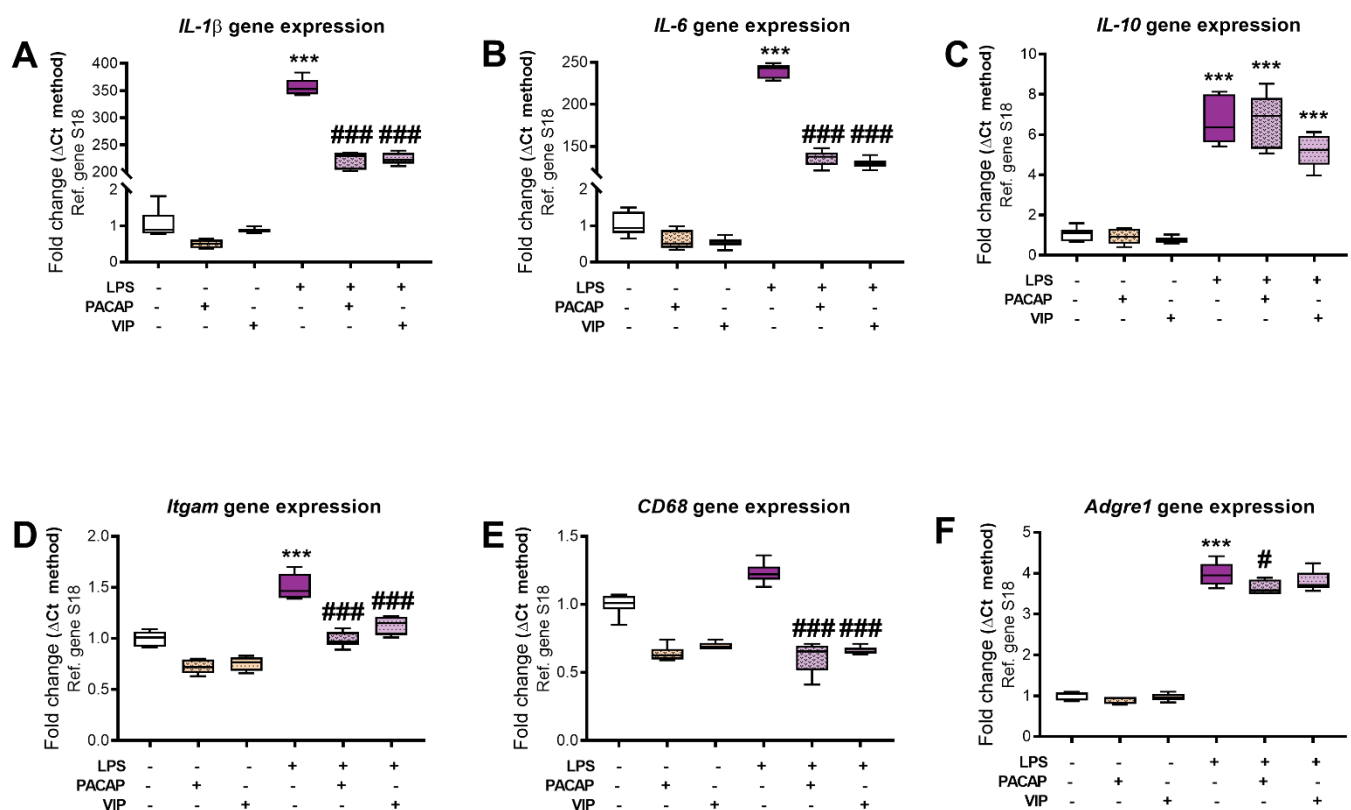 A
IL-1β gene expression
Fold change (ΔCt method)
Ref. gene S18
400
350
300
250
200
2
1
0
***
### ###
LPS - - - + + +
PACAP - + - - + -
VIP - - + - - +
B
IL-6 gene expression
Fold change (ΔCt method)
Ref. gene S18
250
200
150
2
1
0
***
### ###
LPS - - - + + +
PACAP - + - - + -
VIP - - + - - +
C
IL-10 gene expression
Fold change (ΔCt method)
Ref. gene S18
10
8
6
4
2
0
*** *** ***
LPS - - - + + +
PACAP - + - - + -
VIP - - + - - +
D
Itgam gene expression
Fold change (ΔCt method)
Ref. gene S18
2.0
1.5
1.0
0.5
0.0
***
### ###
LPS - - - + + +
PACAP - + - - + -
VIP - - + - - +
E
CD68 gene expression
Fold change (ΔCt method)
Ref. gene S18
1.5
1.0
0.5
0.0
### ###
LPS - - - + + +
PACAP - + - - + -
VIP - - + - - +
F
Adgre1 gene expression
Fold change (ΔCt method)
Ref. gene S18
5
4
3
2
1
0
*** #
LPS - - - + + +
PACAP - + - - + -
VIP - - + - - +